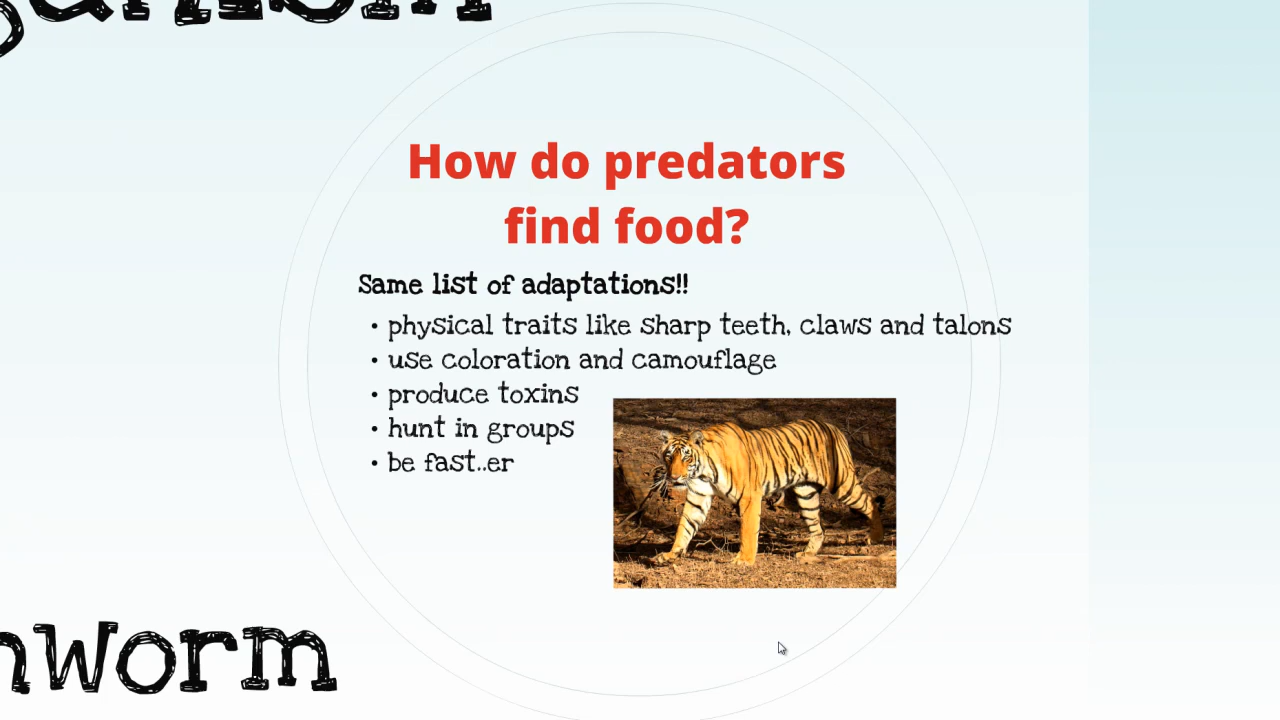 How do predators
find food?
Same list of adaptations!!
• physical traits like sharp teeth, claws and talons
• use coloration and camouflage
• produce toxins
• hunt in groups
• be fast..er